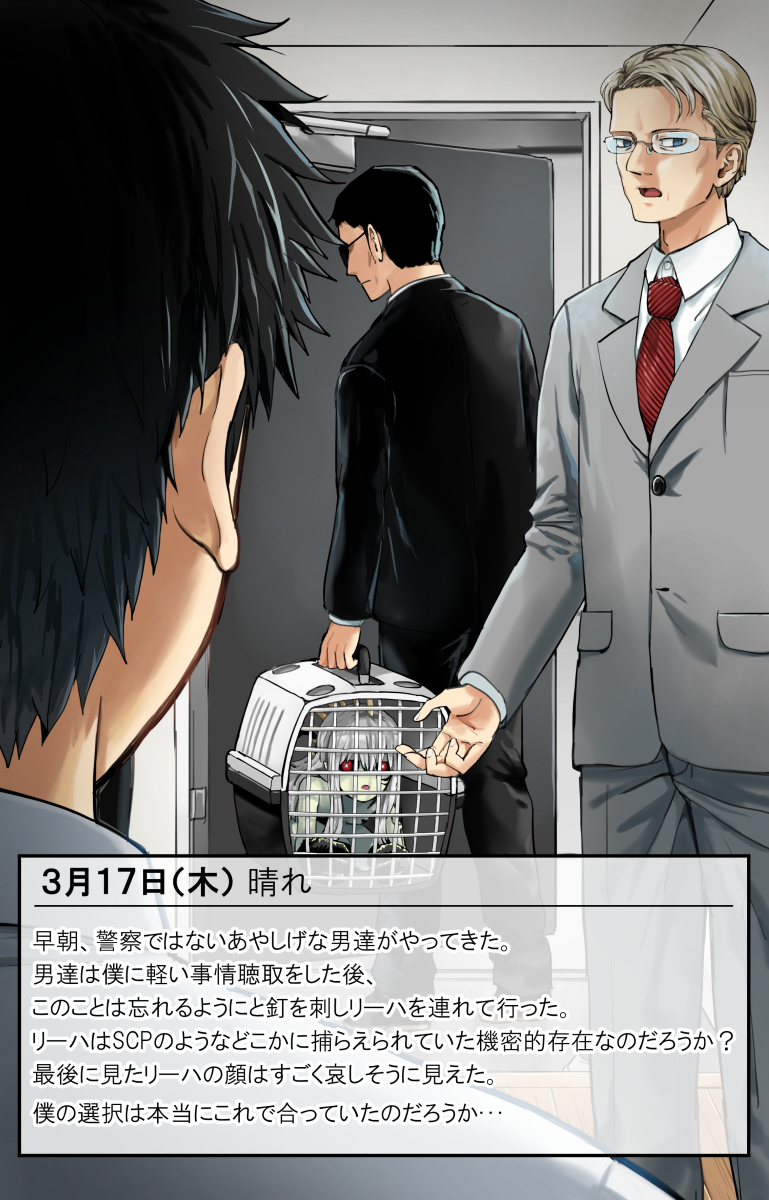 3月17日(木) 晴れ
早朝、警察ではないあやしげな男達がやってきた。
男達は僕に軽い事情聴取をした後、
このことは忘れるようにと釘を刺しリーハを連れて行った。
リーハはSCPのようなどこかに捕らえられていた機密的存在なのだろうか?
最後に見たリーハの顔はすごく哀しそうに見えた。
僕の選択は本当にこれで合っていたのだろうか･･･